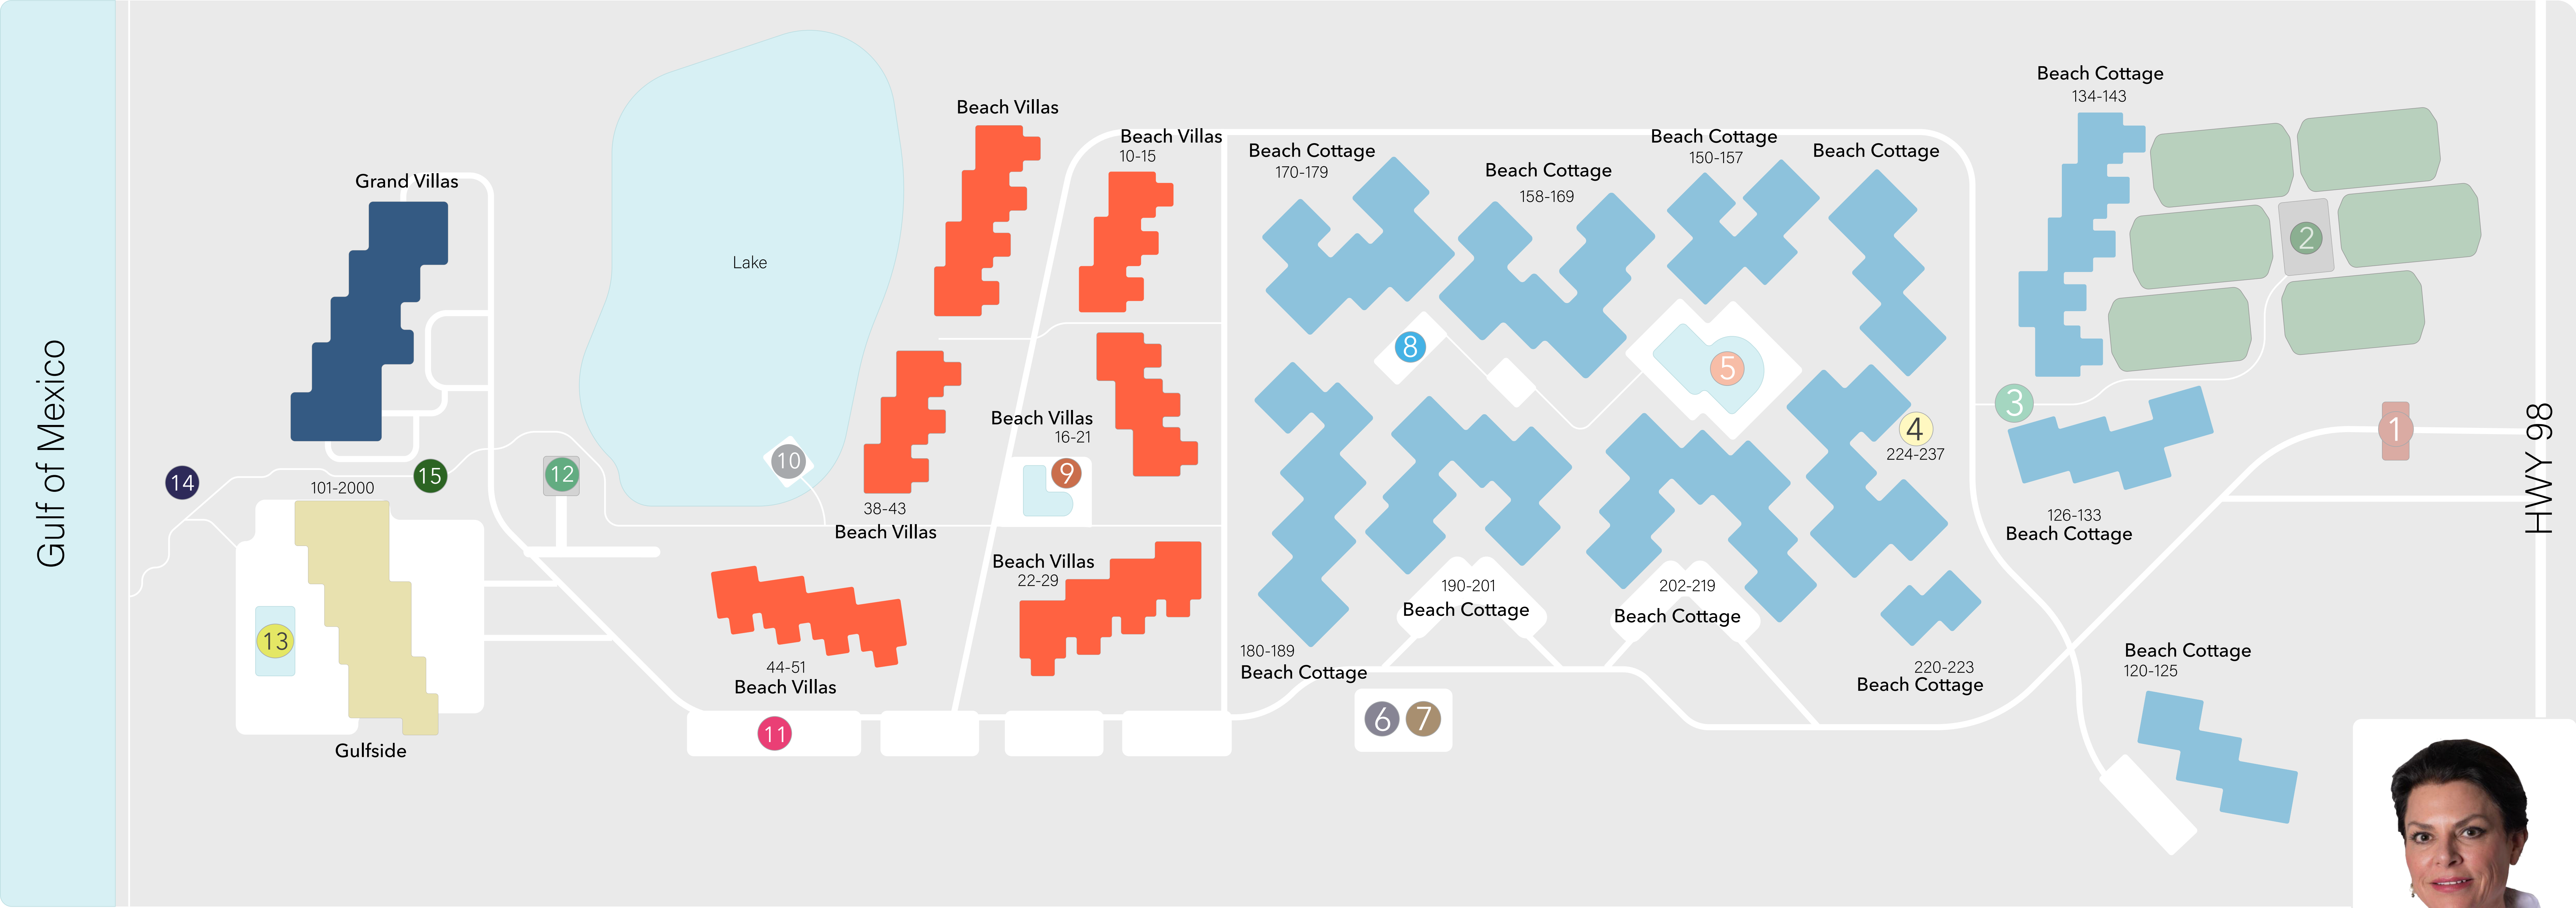 Gulf of Mexico
Grand Villas
14
15
101-2000
13
Gulfside
12
Lake
10
Beach Villas
Beach Villas
10-15
Beach Villas
16-21
9
38-43
Beach Villas
Beach Villas
22-29
44-51
Beach Villas
11
Beach Cottage
170-179
Beach Cottage
158-169
Beach Cottage
150-157
Beach Cottage
8
5
4
224-237
190-201
Beach Cottage
202-219
Beach Cottage
180-189
Beach Cottage
220-223
Beach Cottage
6
7
Beach Cottage
134-143
2
3
1
126-133
Beach Cottage
Beach Cottage
120-125
HWY 98